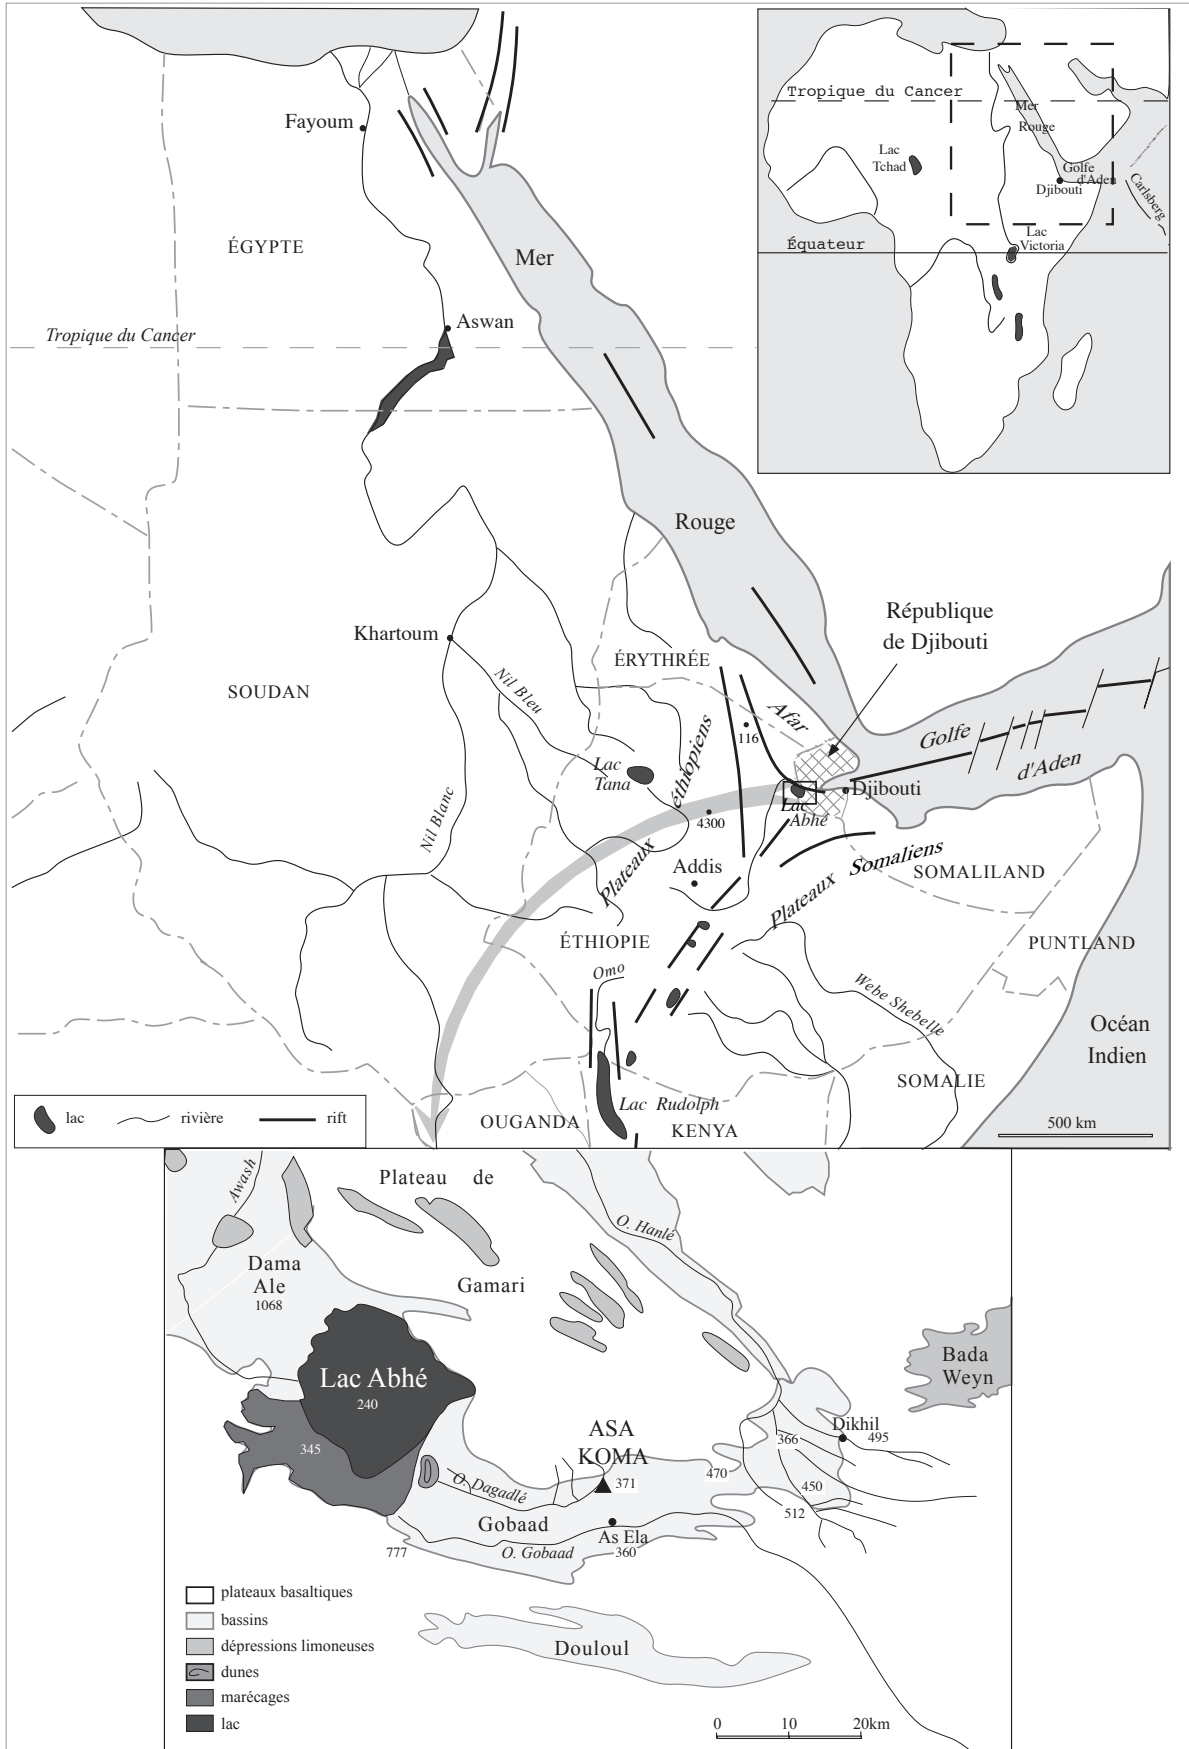 Fayoum
ÉGYPTE
Mer
Aswan
Tropique du Cancer
Rouge
République
de Djibouti
Khartoum
ÉRYTHRÉE
SOUDAN
Nil Bleu
Afar
116
Golfe
d'Aden
Lac
Tana
éthiopiens
Plateaux
4300
Djibouti
Lac
Abhé
Nil Blanc
Addis
Plateaux Somaliens
SOMALILAND
PUNTLAND
ÉTHIOPIE
Omo
Webe Shebelle
Océan
Indien
SOMALIE
OUGANDA
Lac Rudolph
KENYA
500 km
lac
rivière
rift
Tropique du Cancer
Mer
Rouge
Lac
Tchad
Golfe
d'Aden
Djibouti
Carlsberg
Équateur
Lac
Victoria
Awash
Plateau de
Gamari
O. Hanlé
Dama
Ale
1068
Lac Abhé
240
345
Bada
Weyn
ASA
KOMA
371
Dikhil
495
366
470
450
512
O. Dagadlé
Gobaad
As Ela
360
O. Gobaad
777
Douloul
plateaux basaltiques
bassins
dépressions limoneuses
dunes
marécages
lac
0 10 20km